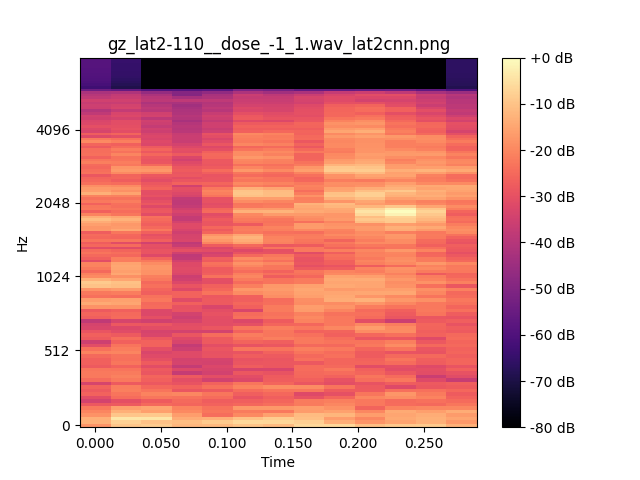 gz_lat2-110__dose_-1_1.wav_lat2cnn.png
+0 dB
-10 dB
-20 dB
-30 dB
-40 dB
-50 dB
-60 dB
-70 dB
-80 dB
4096
2048
1024
512
0
Hz
0.000 0.050 0.100 0.150 0.200 0.250
Time